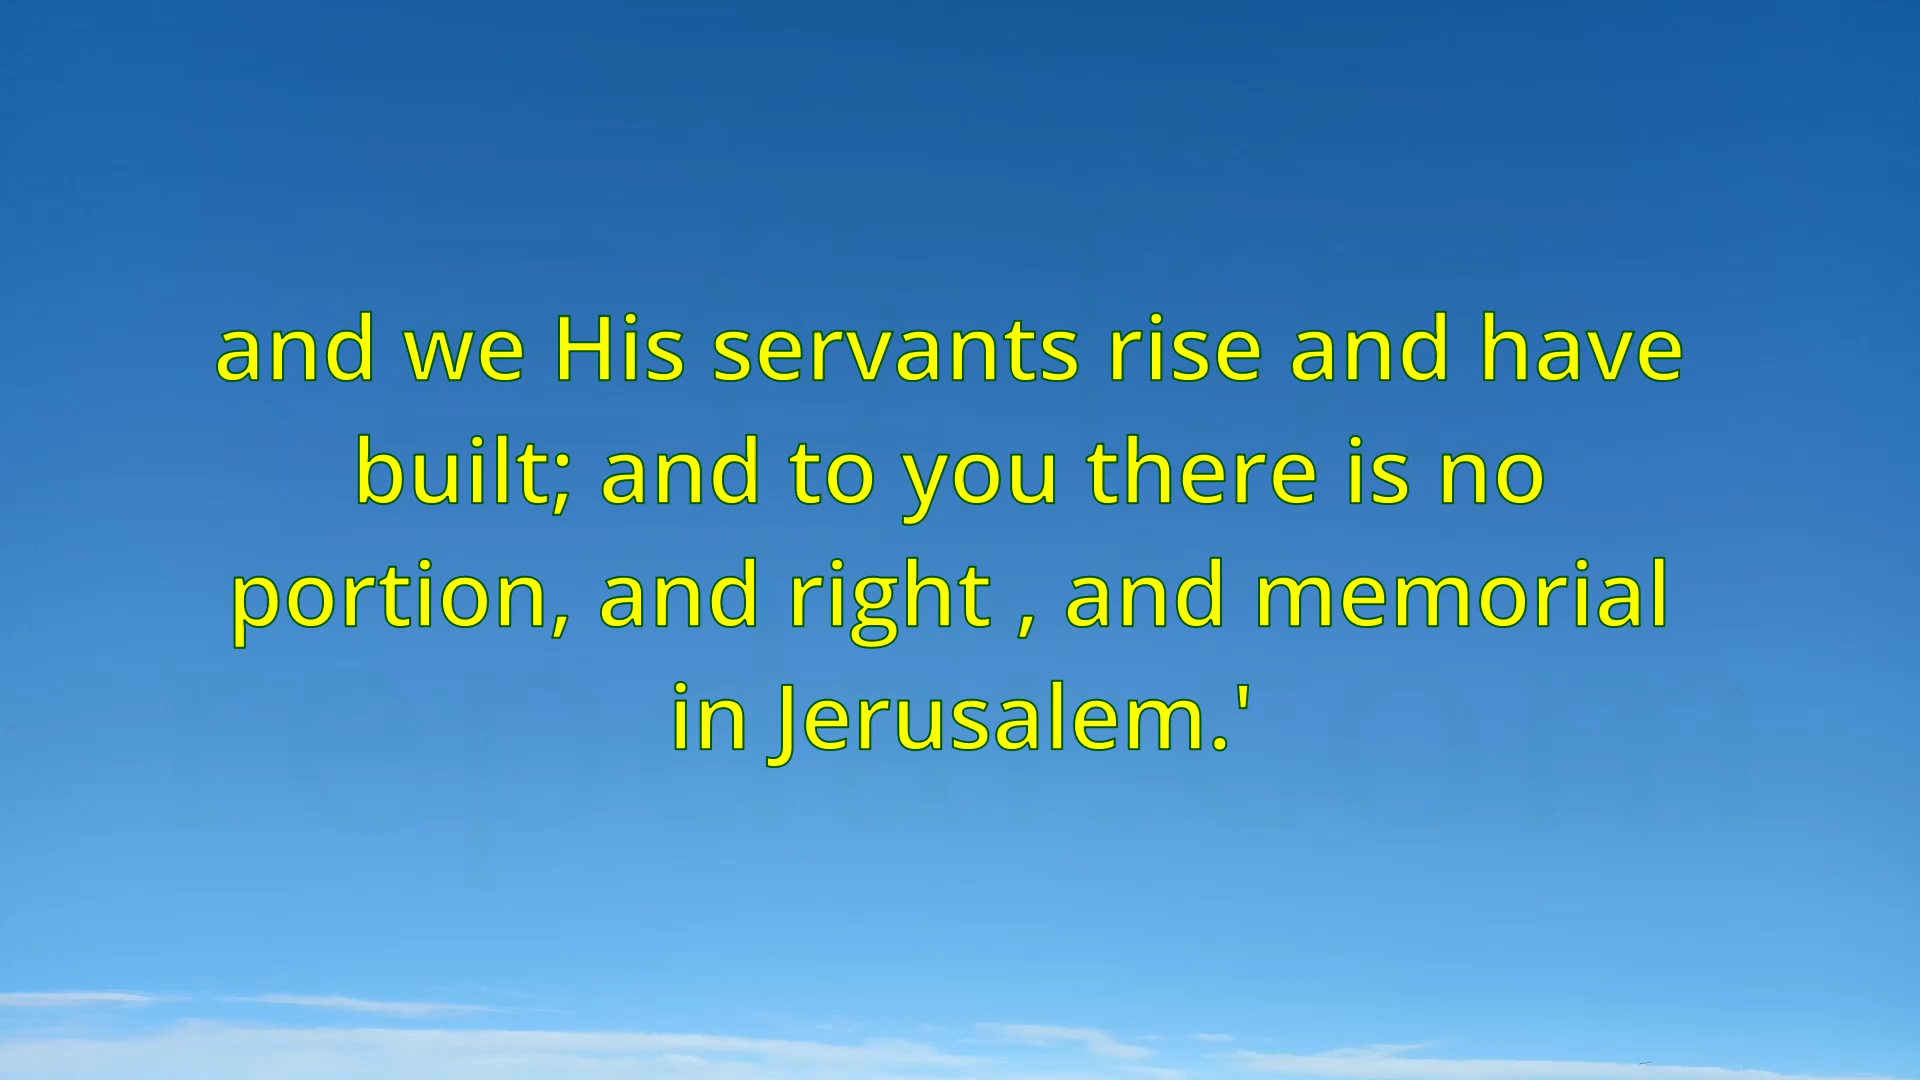 and we His servants rise and have
built; and to you there is no
portion, and right , and memorial
in Jerusalem.'